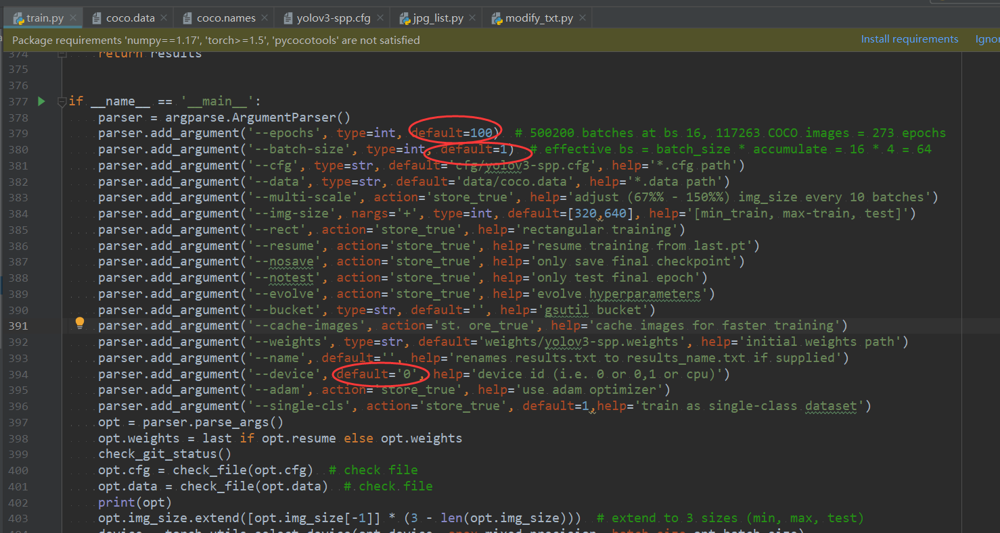 train.py coco.data coco.names yolov3-spp.cfg jpg_list.py modify_txt.py
Package requirements 'numpy==1.17', 'torch>=1.5', 'pycocotools' are not satisfied Install requirements Ignor
374 return results
375
376
377 if __name__ == '__main__':
378 parser = argparse.ArgumentParser()
379 parser.add_argument('--epochs', type=int, default=100) # 500200 batches at bs 16, 117263 COCO images = 273 epochs
380 parser.add_argument('--batch-size', type=int, default=1) # effective bs = batch_size * accumulate = 16 * 4 = 64
381 parser.add_argument('--cfg', type=str, default='cfg/yolov3-spp.cfg', help='*.cfg path')
382 parser.add_argument('--data', type=str, default='data/coco.data', help='*.data path')
383 parser.add_argument('--multi-scale', action='store_true', help='adjust (67%% - 150%%) img_size every 10 batches')
384 parser.add_argument('--img-size', nargs='+', type=int, default=[320,640], help='[min_train, max-train, test]')
385 parser.add_argument('--rect', action='store_true', help='rectangular training')
386 parser.add_argument('--resume', action='store_true', help='resume training from last.pt')
387 parser.add_argument('--nosave', action='store_true', help='only save final checkpoint')
388 parser.add_argument('--notest', action='store_true', help='only test final epoch')
389 parser.add_argument('--evolve', action='store_true', help='evolve hyperparameters')
390 parser.add_argument('--bucket', type=str, default='', help='gsutil bucket')
391 parser.add_argument('--cache-images', action='st，ore_true', help='cache images for faster training')
392 parser.add_argument('--weights', type=str, default='weights/yolov3-spp.weights', help='initial weights path')
393 parser.add_argument('--name', default='', help='renames results.txt to results_name.txt if supplied')
394 parser.add_argument('--device', default='0', help='device id (i.e. 0 or 0,1 or cpu)')
395 parser.add_argument('--adam', action='store_true', help='use adam optimizer')
396 parser.add_argument('--single-cls', action='store_true', default=1,help='train as single-class dataset')
397 opt = parser.parse_args()
398 opt.weights = last if opt.resume else opt.weights
399 check_git_status()
400 opt.cfg = check_file(opt.cfg) # check file
401 opt.data = check_file(opt.data) # check file
402 print(opt)
403 opt.img_size.extend([opt.img_size[-1]] * (3 - len(opt.img_size))) # extend to 3 sizes (min, max, test)